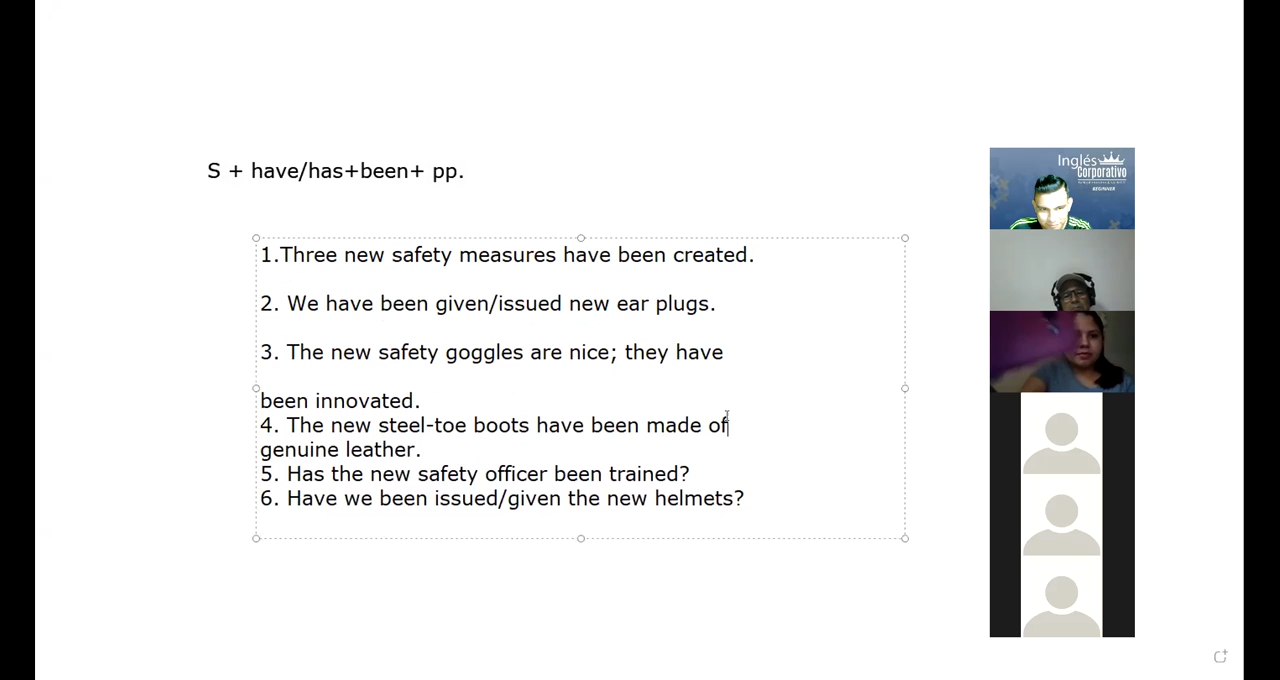 S + have/has+been+ pp.
1.Three new safety measures have been created.
2. We have been given/issued new ear plugs.
3. The new safety goggles are nice; they have
been innovated.
4. The new steel-toe boots have been made of
genuine leather.
5. Has the new safety officer been trained?
6. Have we been issued/given the new helmets?
Inglés
Corporativo
BEGINNER